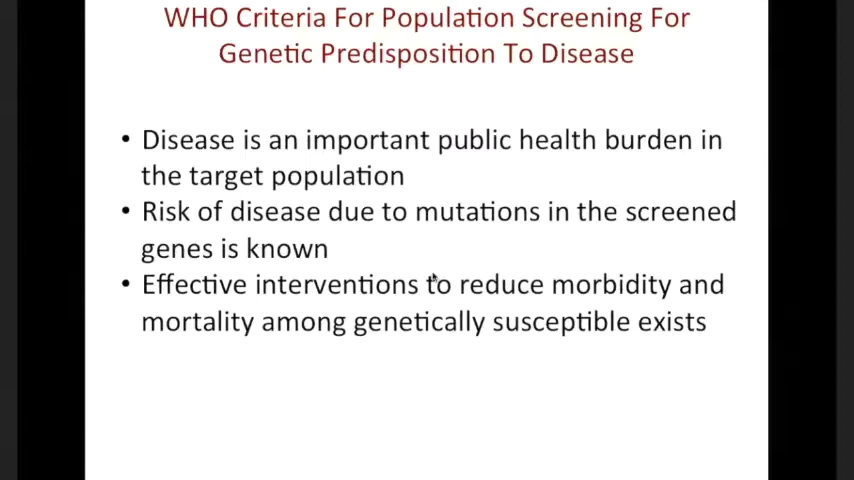 WHO Criteria For Population Screening For
Genetic Predisposition To Disease
• Disease is an important public health burden in
the target population
• Risk of disease due to mutations in the screened
genes is known
• Effective interventions to reduce morbidity and
mortality among genetically susceptible exists